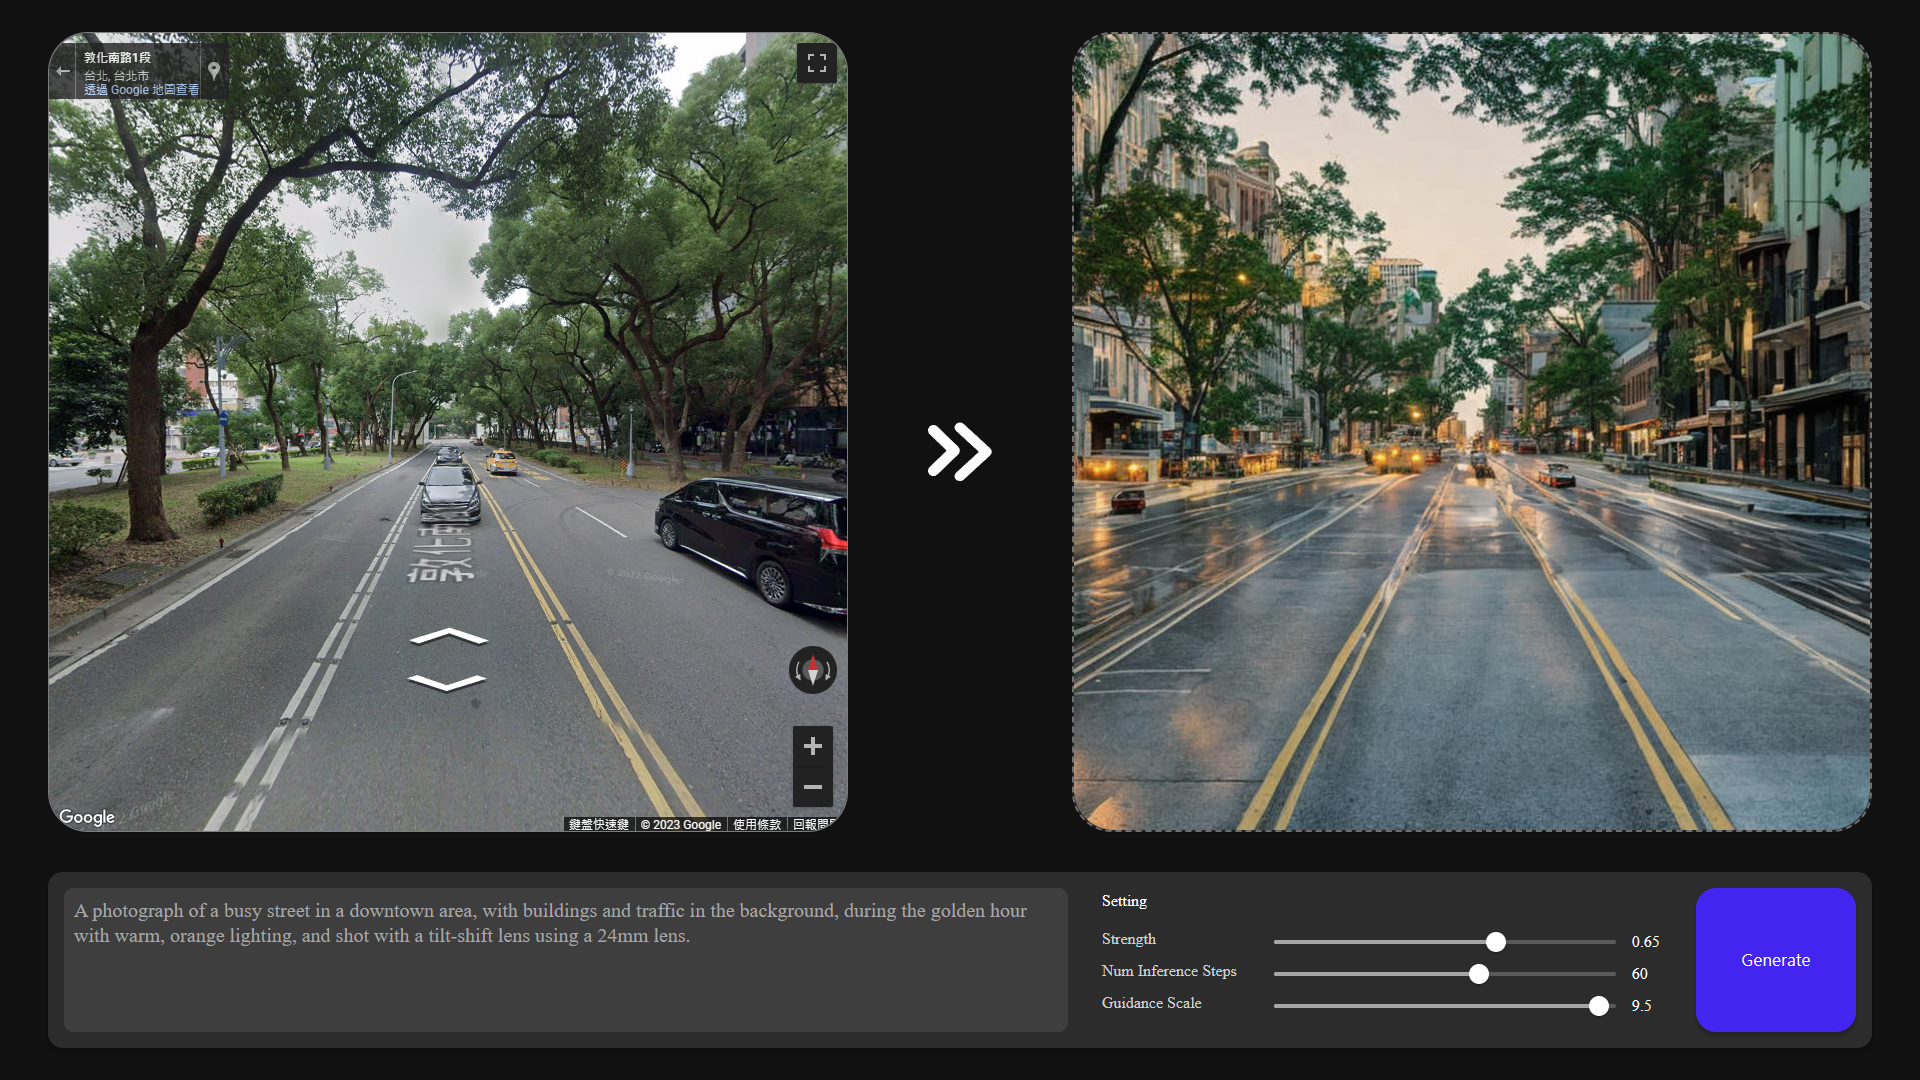 敦化南路1段
台北, 台北市
透過 Google 地圖查看
敦化南
© 2022 Google
Google
鍵盤快速鍵
© 2023 Google
使用條款
A photograph of a busy street in a downtown area, with buildings and traffic in the background, during the golden hour
with warm, orange lighting, and shot with a tilt-shift lens using a 24mm lens.
Setting
Strength 0.65
Num Inference Steps 60
Guidance Scale 9.5
Generate